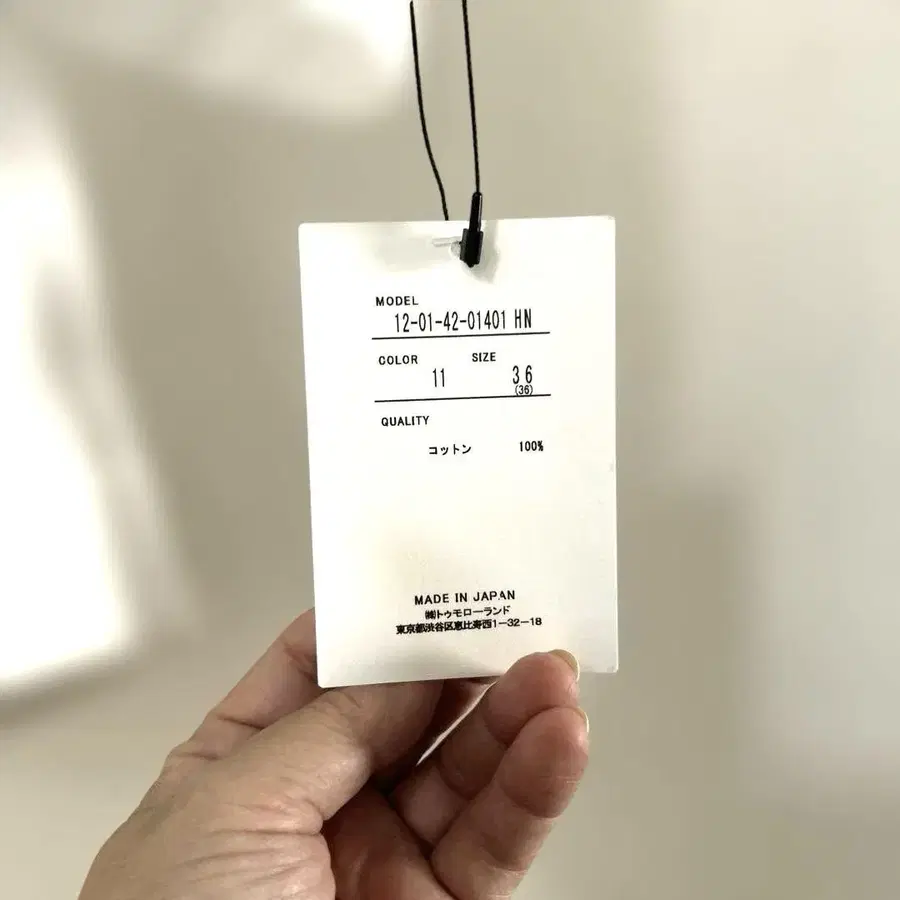 MODEL
12-01-42-01401 HN
COLOR SIZE
11 36
(36)
QUALITY
コットン 100%
MADE IN JAPAN
㈱トゥモローランド
東京都渋谷区恵比寿西1-32-18